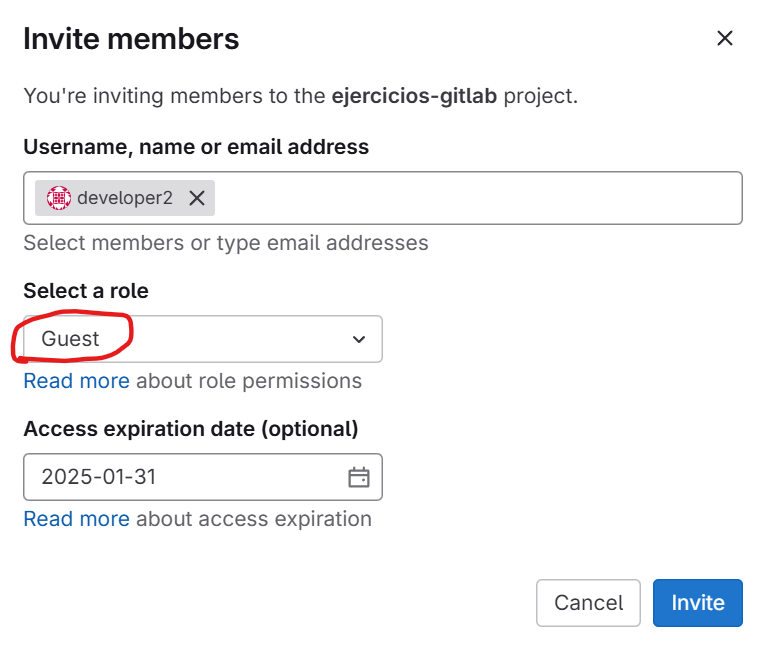 Invite members
You're inviting members to the ejercicios-gitlab project.
Username, name or email address
developer2
Select members or type email addresses
Select a role
Guest
Read more about role permissions
Access expiration date (optional)
2025-01-31
Read more about access expiration
Cancel Invite